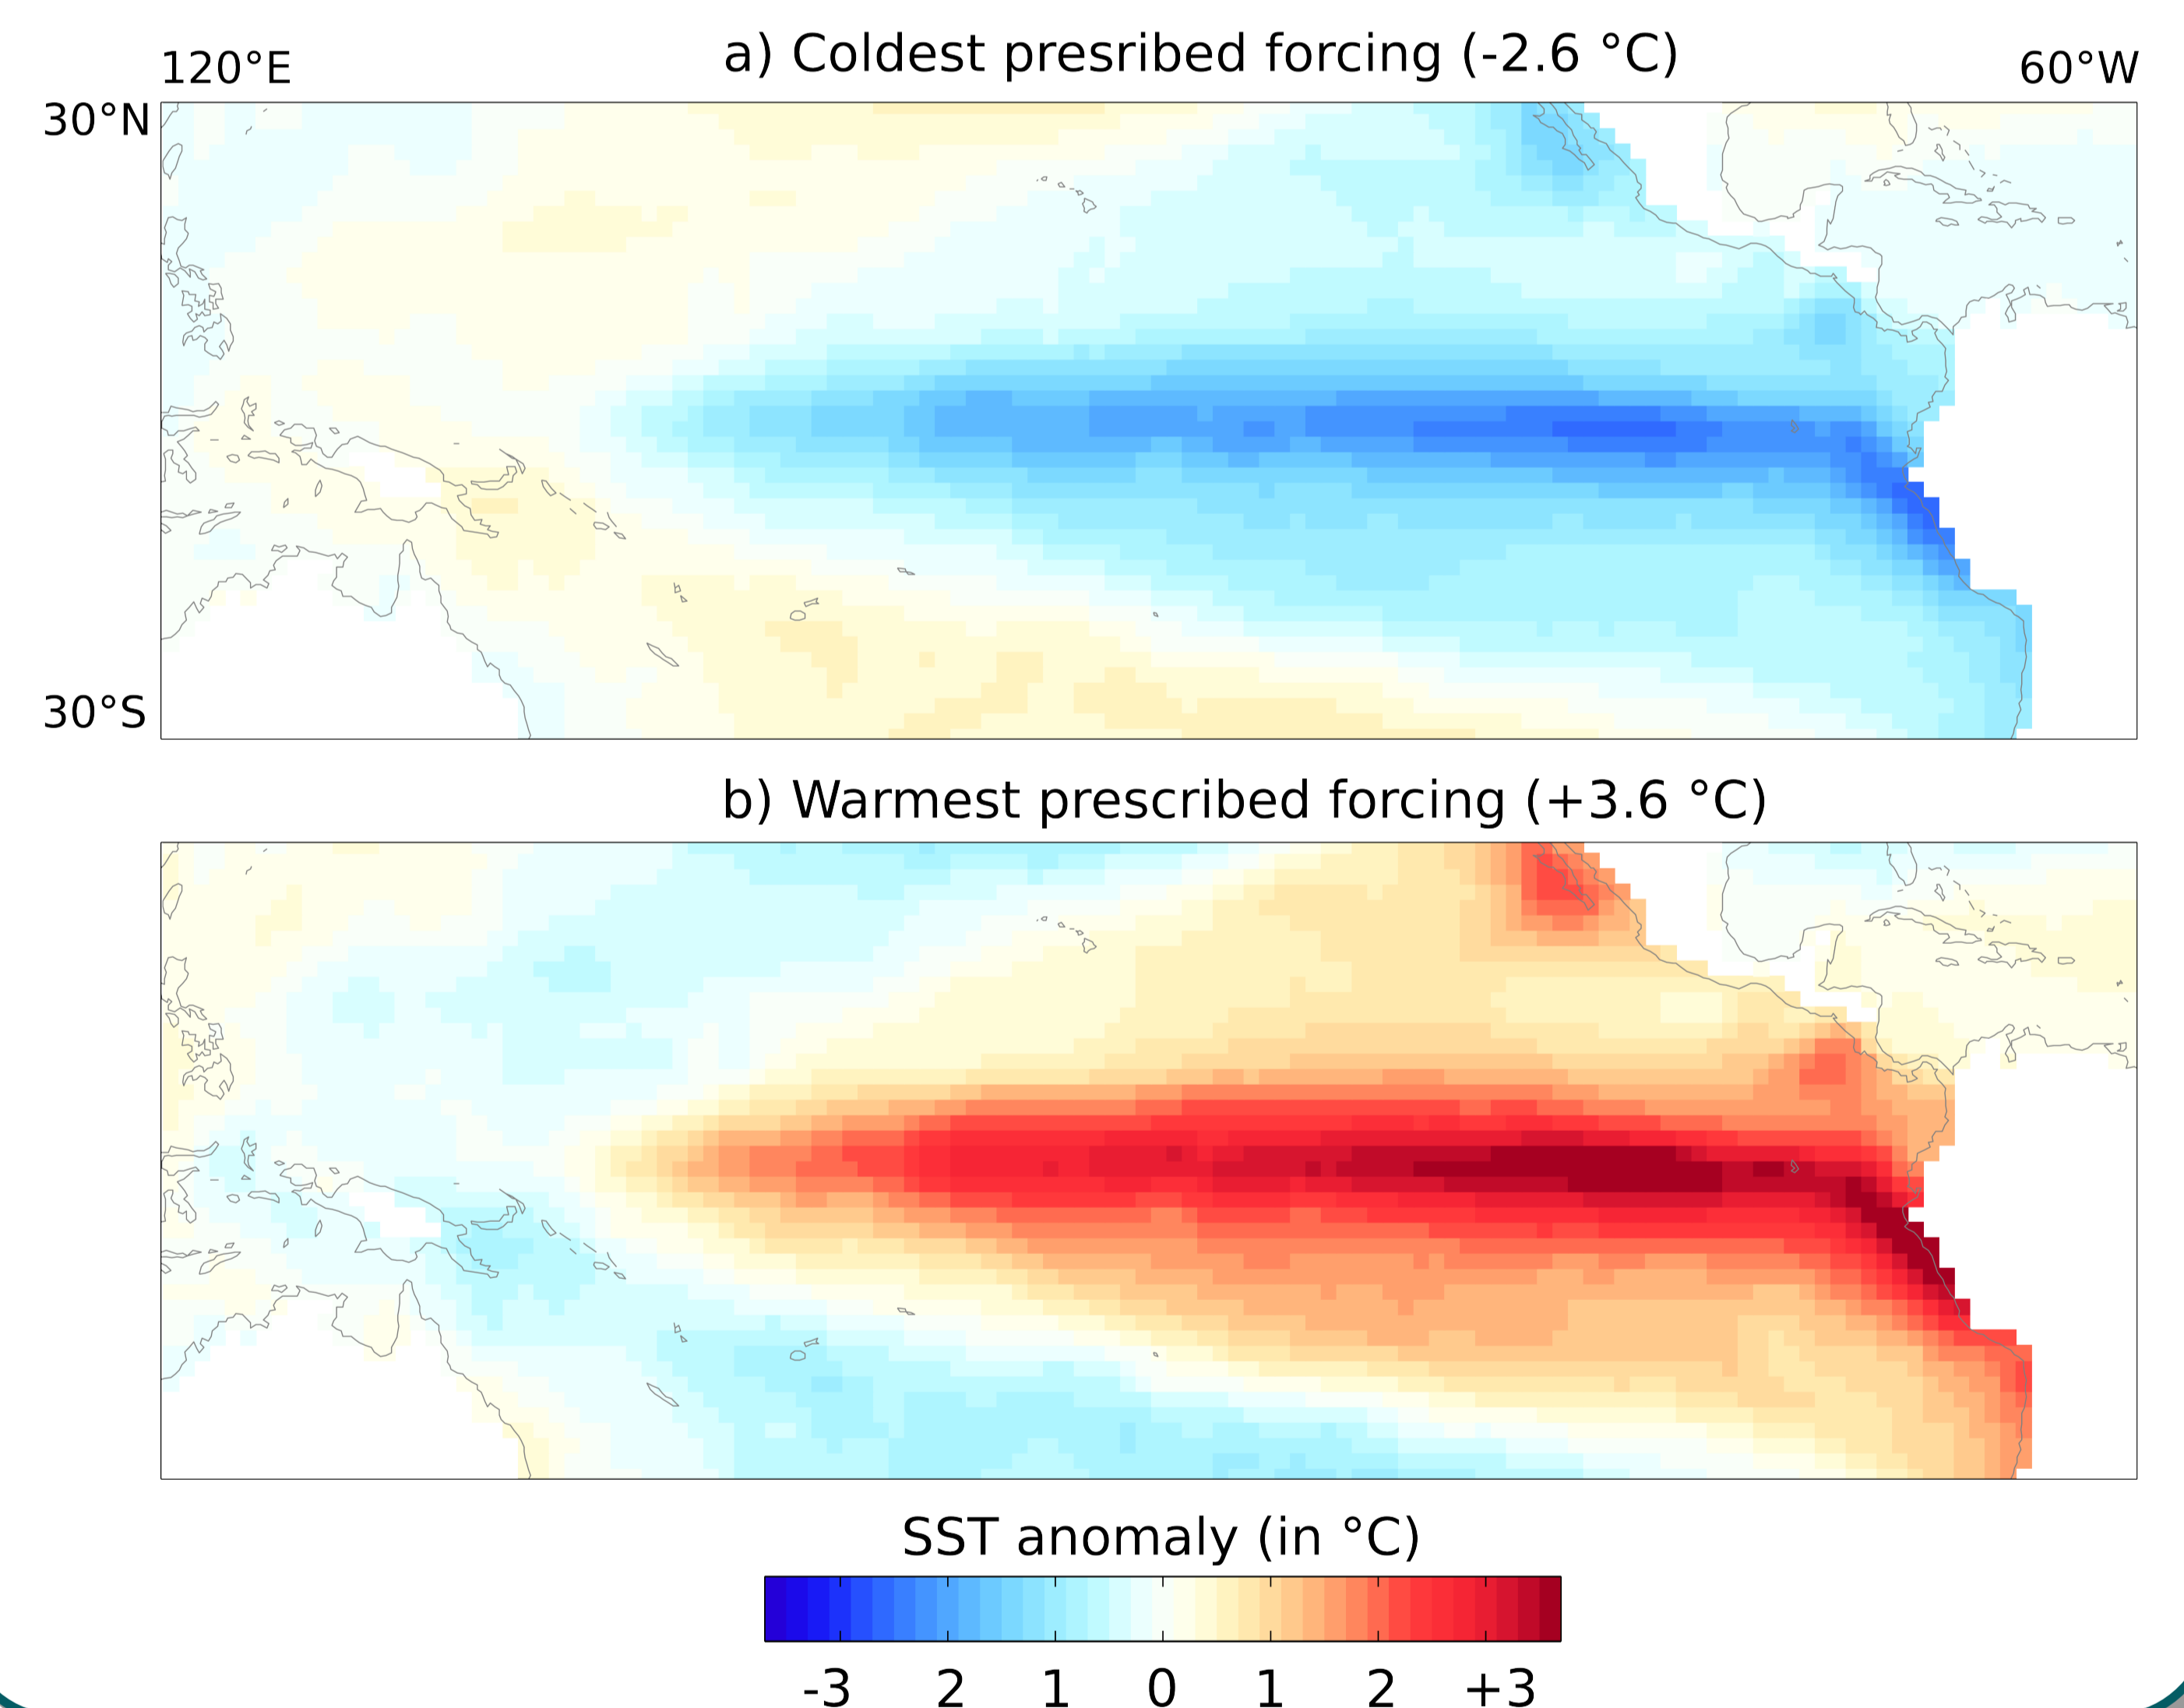 a) Coldest presribed forcing (-2.6 °C)
120°E
60°W
30°N
30°S
b) Warmest prescribed forcing (+3.6 °C)
SST anomaly (in °C)
-3 2 1 0 1 2 +3